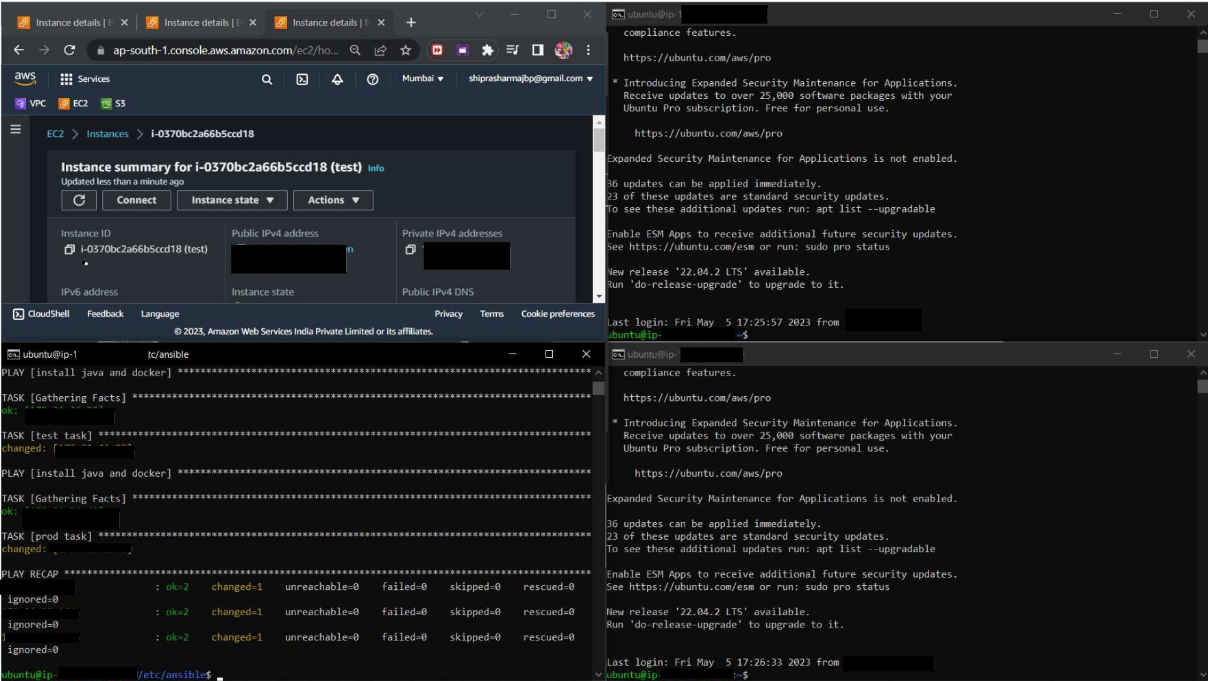 Instance details | E
Instance details | E
Instance details | E
ap-south-1.console.aws.amazon.com/ec2/ho...
aws
Services
Mumbai
shiprasharmajbp@gmail.com
VPC
EC2
S3
EC2 > Instances > i-0370bc2a66b5ccd18
Instance summary for i-0370bc2a66b5ccd18 (test) Info
Updated less than a minute ago
Connect
Instance state
Actions
Instance ID
Public IPv4 address
Private IPv4 addresses
i-0370bc2a66b5ccd18 (test)
IPv6 address
Instance state
Public IPv4 DNS
CloudShell
Feedback
Language
Privacy
Terms
Cookie preferences
© 2023, Amazon Web Services India Private Limited or its affiliates.
ubuntu@ip-1
compliance features.
https://ubuntu.com/aws/pro
* Introducing Expanded Security Maintenance for Applications.
Receive updates to over 25,000 software packages with your
Ubuntu Pro subscription. Free for personal use.
https://ubuntu.com/aws/pro
Expanded Security Maintenance for Applications is not enabled.
36 updates can be applied immediately.
23 of these updates are standard security updates.
To see these additional updates run: apt list --upgradable
Enable ESM Apps to receive additional future security updates.
See https://ubuntu.com/esm or run: sudo pro status
New release '22.04.2 LTS' available.
Run 'do-release-upgrade' to upgrade to it.
Last login: Fri May  5 17:25:57 2023 from
ubuntu@ip- ~$
ubuntu@ip-1 tc/ansible
PLAY [install java and docker] *************************************************************************
TASK [Gathering Facts] *********************************************************************************
ok:
TASK [test task] ***************************************************************************************
changed: [
PLAY [install java and docker] *************************************************************************
TASK [Gathering Facts] *********************************************************************************
ok:
TASK [prod task] ***************************************************************************************
changed:
PLAY RECAP *********************************************************************************************
: ok=2 changed=1 unreachable=0 failed=0 skipped=0 rescued=0
ignored=0
: ok=2 changed=1 unreachable=0 failed=0 skipped=0 rescued=0
ignored=0
: ok=2 changed=1 unreachable=0 failed=0 skipped=0 rescued=0
ignored=0
ubuntu@ip- /etc/ansible$
ubuntu@ip-
compliance features.
https://ubuntu.com/aws/pro
* Introducing Expanded Security Maintenance for Applications.
Receive updates to over 25,000 software packages with your
Ubuntu Pro subscription. Free for personal use.
https://ubuntu.com/aws/pro
Expanded Security Maintenance for Applications is not enabled.
36 updates can be applied immediately.
23 of these updates are standard security updates.
To see these additional updates run: apt list --upgradable
Enable ESM Apps to receive additional future security updates.
See https://ubuntu.com/esm or run: sudo pro status
New release '22.04.2 LTS' available.
Run 'do-release-upgrade' to upgrade to it.
Last login: Fri May  5 17:26:33 2023 from
ubuntu@ip- :~$